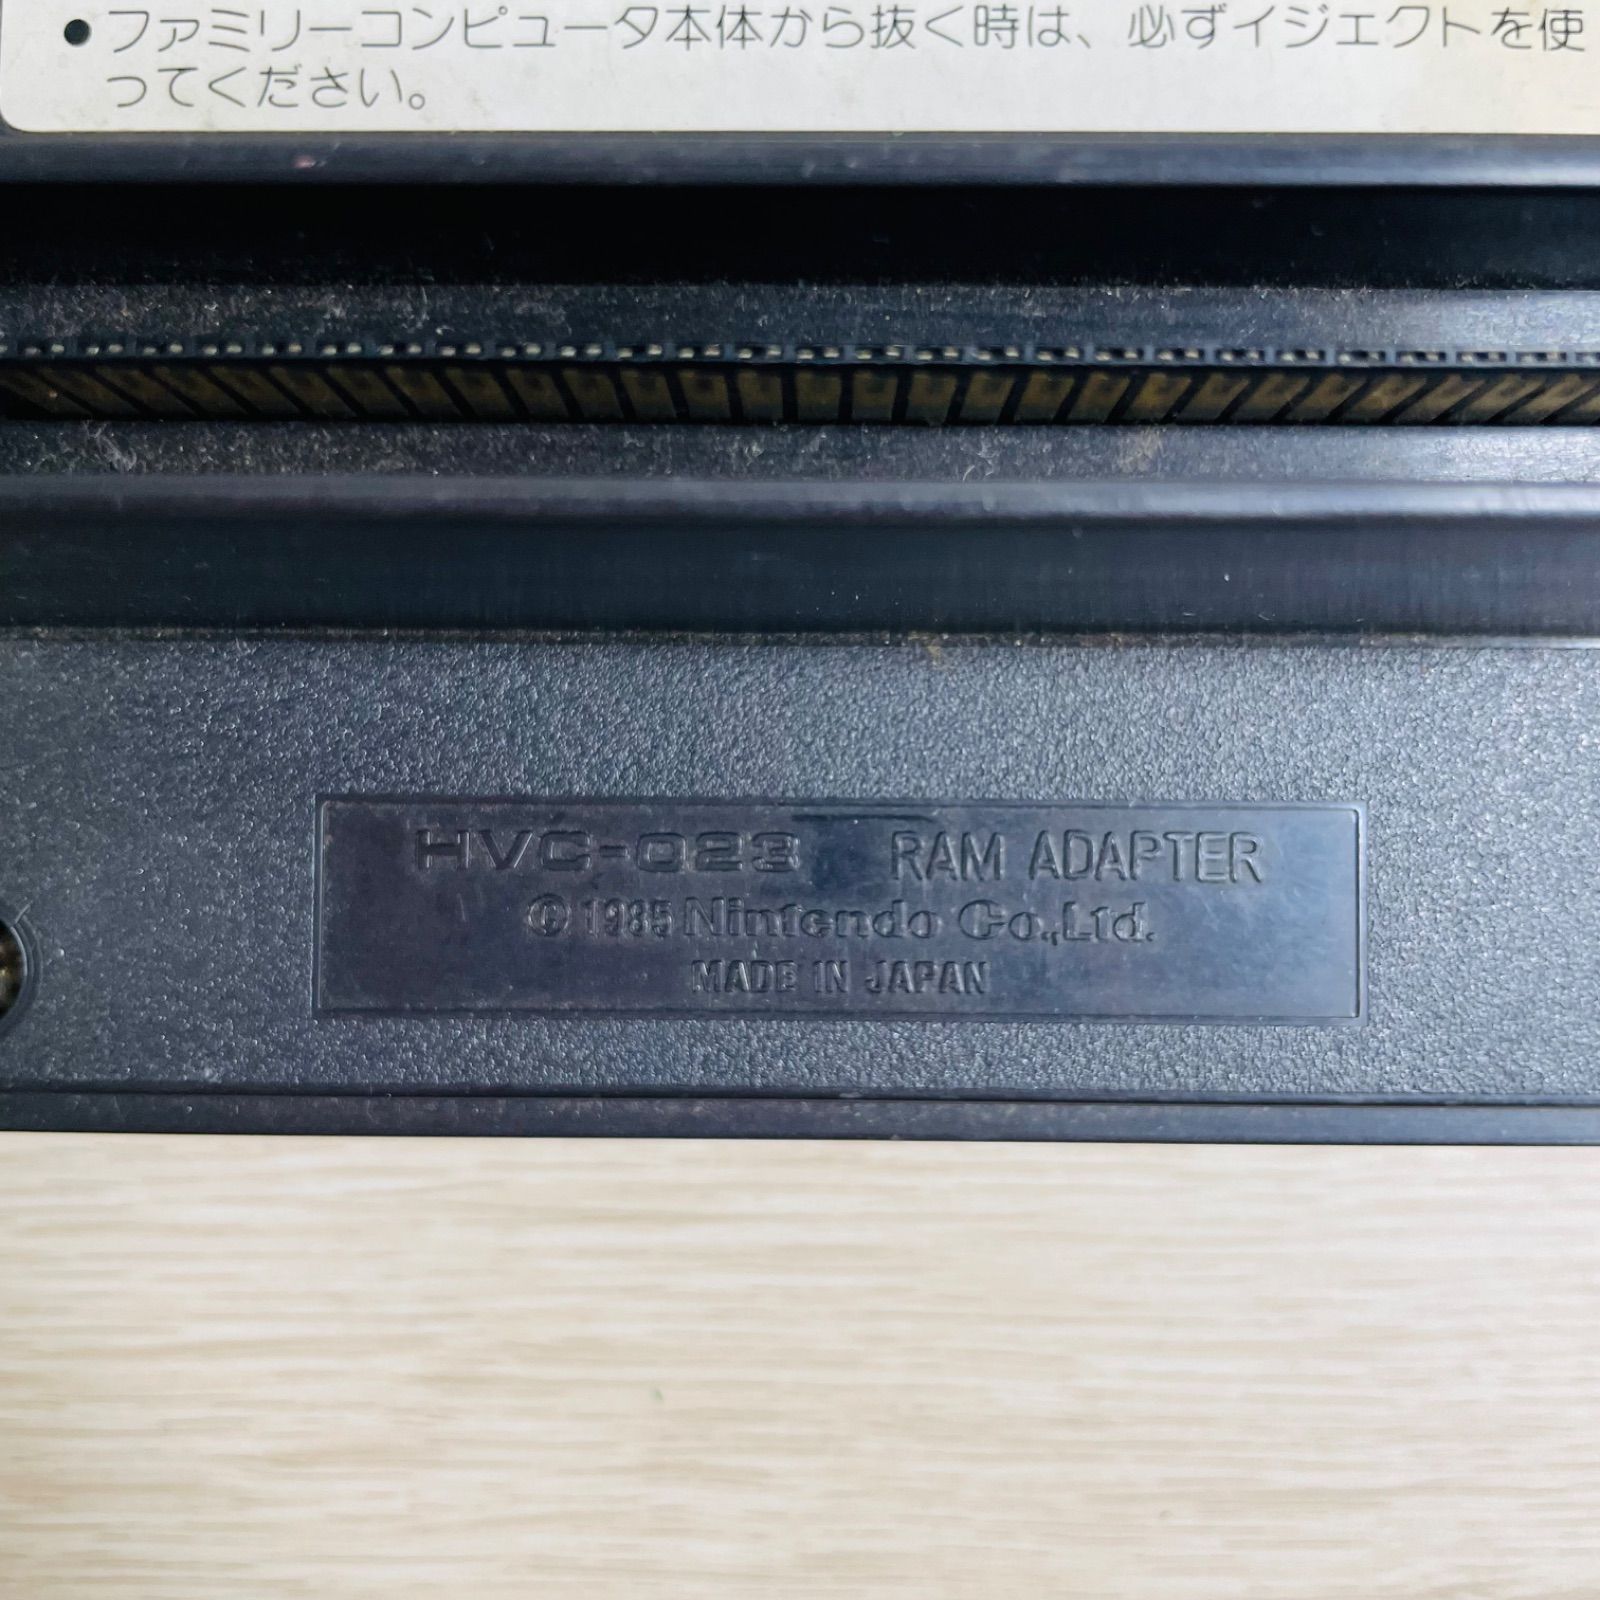 ●ファミリーコンピュータ本体から抜く時は、必ずイジェクトを使
ってください。
HVC-023 RAM ADAPTER
© 1985 Nintendo Co., Ltd.
MADE IN JAPAN